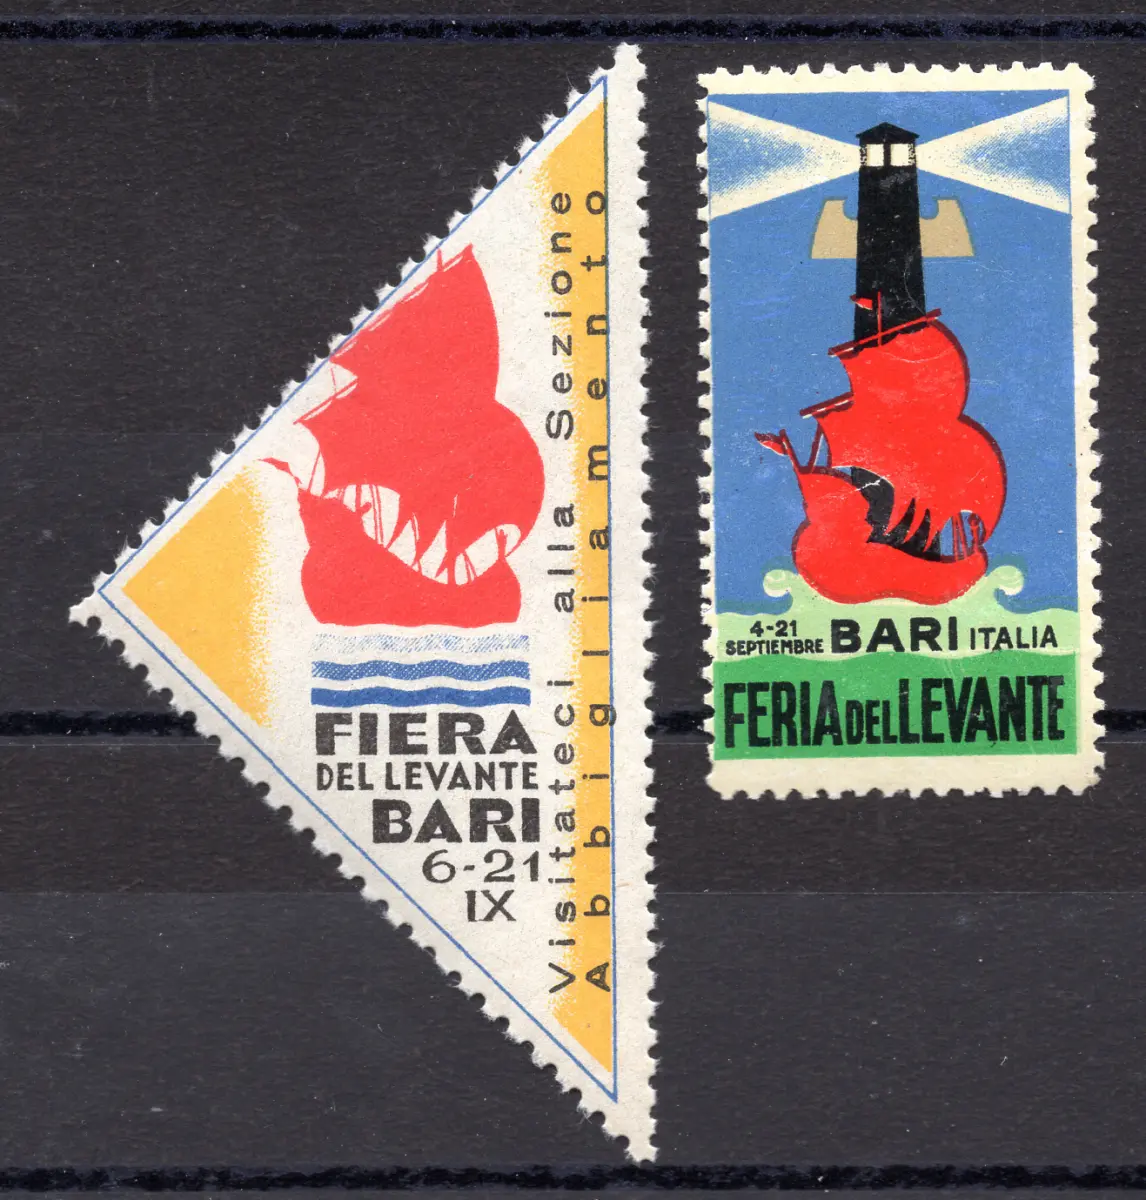 FIERA
DEL LEVANTE
BARI
6-21
IX
Visitateci alla Sezione
Abbigliamento
4-21
SEPTIEMBRE BARI ITALIA
FERIA DEL LEVANTE